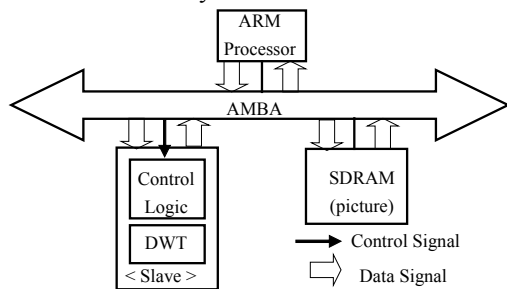 ARM
Processor
AMBA
Control
Logic
DWT
< Slave >
SDRAM
(picture)
Control Signal
Data Signal